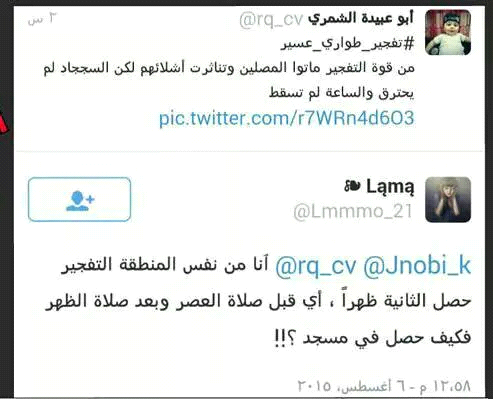 أبو عبيدة الشمري @rq_cv ٢ س
#تفجير_طواري_عسير
من قوة التفجير ماتوا المصلين وتناثرت أشلائهم لكن السججاد لم
يحترق والساعة لم تسقط
pic.twitter.com/r7WRn4d6O3
❧ Ląmą
@Lmmmo_21
@rq_cv @Jnobi_k أنا من نفس المنطقة التفجير
حصل الثانية ظهراً ، أي قبل صلاة العصر وبعد صلاة الظهر
فكيف حصل في مسجد ؟!!
١٢،٥٨ م - ٦ أغسطس، ٢٠١٥